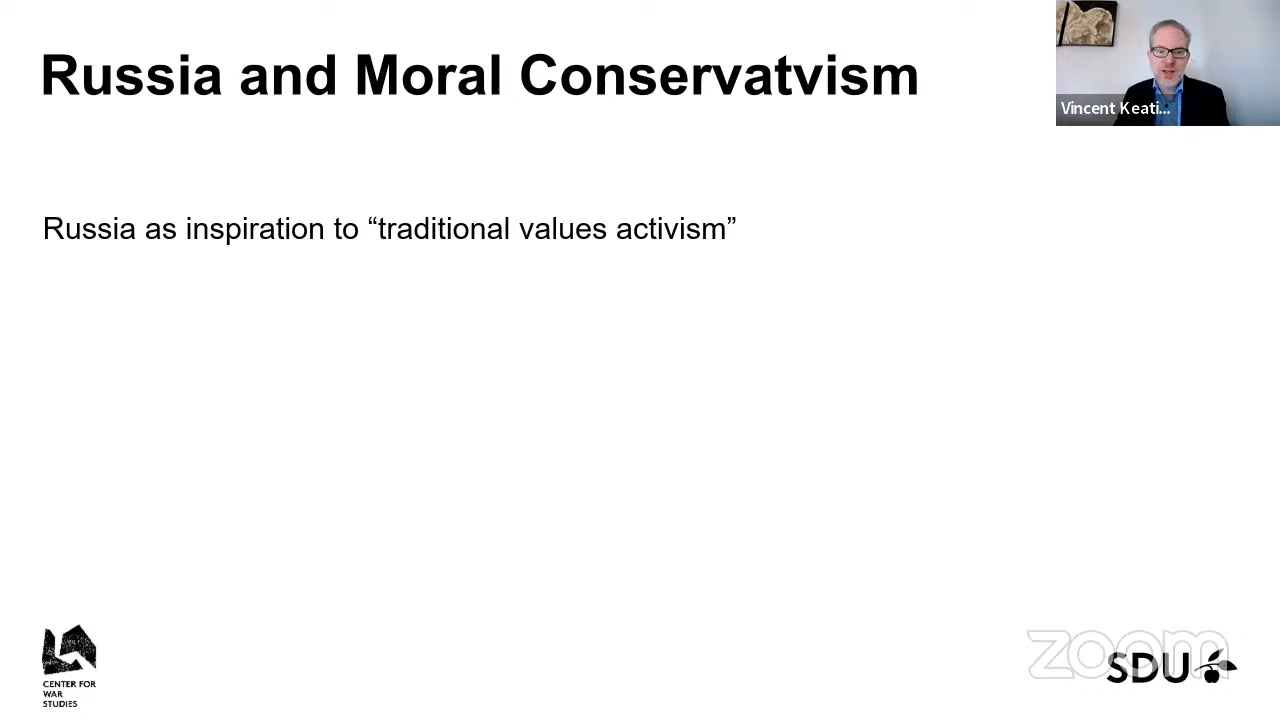 Russia and Moral Conservatvism
Vincent Keati...
Russia as inspiration to “traditional values activism”
CENTER FOR
WAR
STUDIES
zoom
SDU